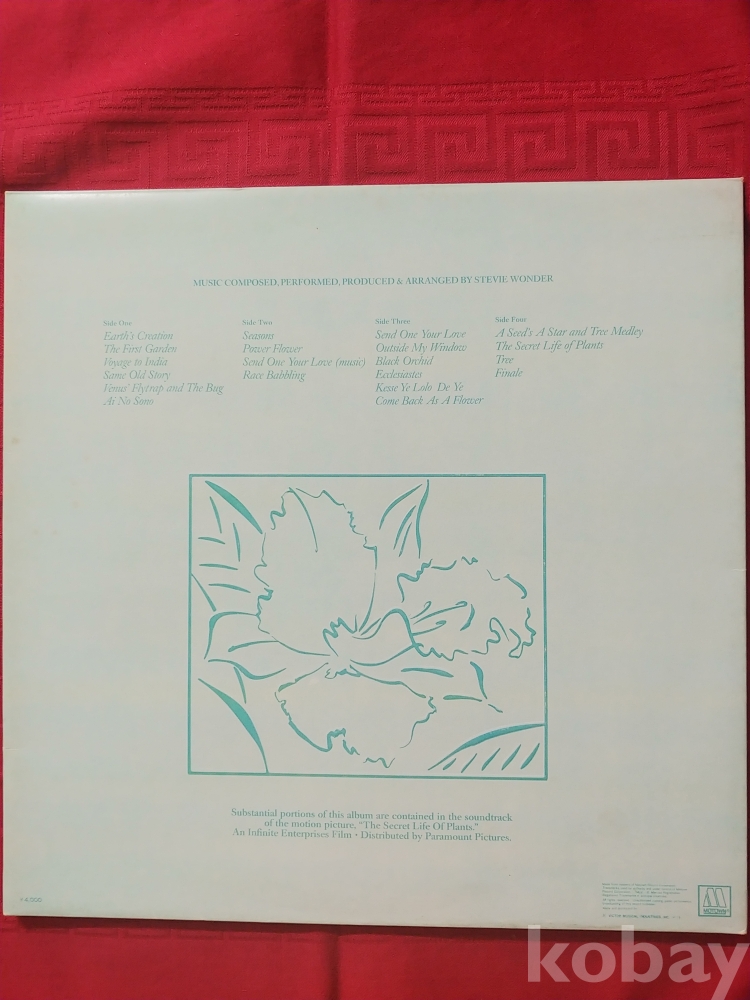 MUSIC COMPOSED, PERFORMED, PRODUCED & ARRANGED BY STEVIE WONDER
Side One
Earth's Creation
The First Garden
Voyage to India
Same Old Story
Venus' Flytrap and The Bug
Ai No Sono
Side Two
Seasons
Power Flower
Send One Your Love (music)
Race Babbling
Side Three
Send One Your Love
Outside My Window
Black Orchid
Ecclesiastes
Kesse Ye Lolo De Ye
Come Back As A Flower
Side Four
A Seed's A Star and Tree Medley
The Secret Life of Plants
Tree
Finale
Substantial portions of this album are contained in the soundtrack
of the motion picture, "The Secret Life Of Plants."
An Infinite Enterprises Film • Distributed by Paramount Pictures.
MOTOWN
kobay